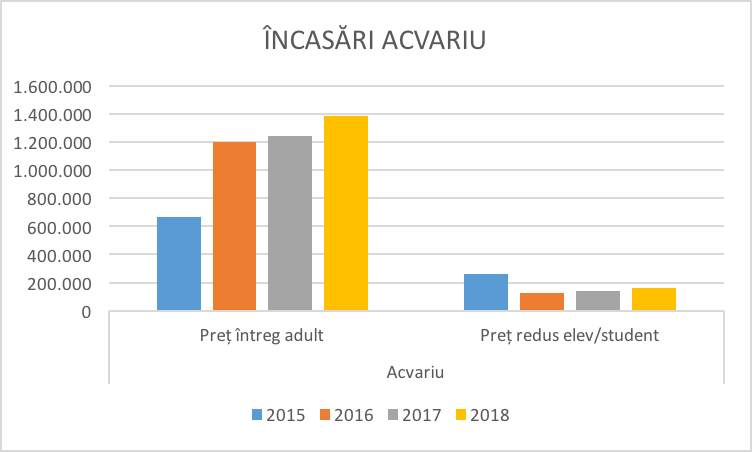 ÎNCASĂRI ACVARIU
1.600.000
1.400.000
1.200.000
1.000.000
800.000
600.000
400.000
200.000
0
Preț întreg adult
Preț redus elev/student
Acvariu
2015 2016 2017 2018